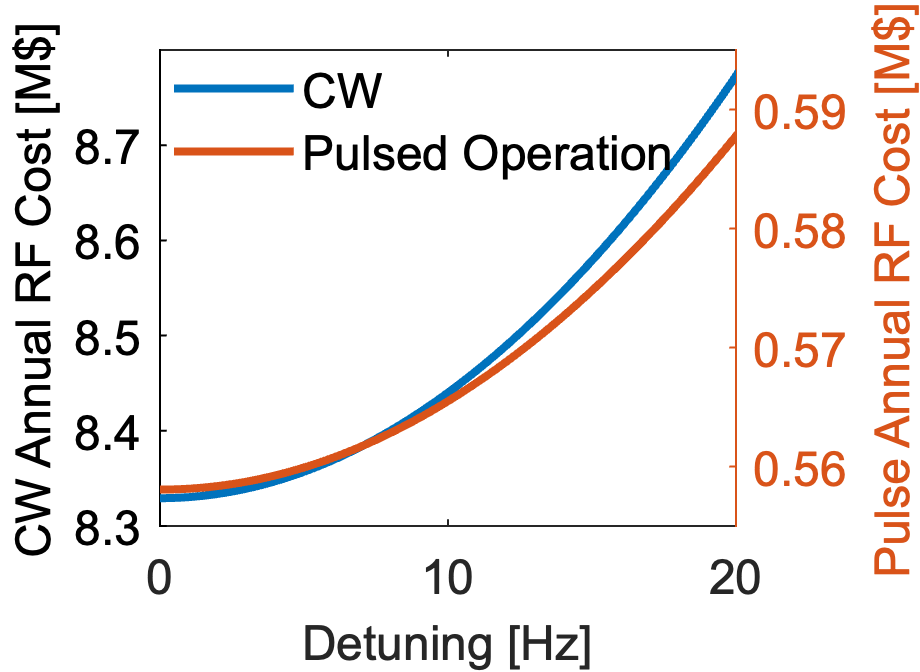 CW Annual RF Cost [M$]
8.7
8.6
8.5
8.4
8.3
CW
Pulsed Operation
0.59
0.58
0.57
0.56
Pulse Annual RF Cost [M$]
0
10
20
Detuning [Hz]